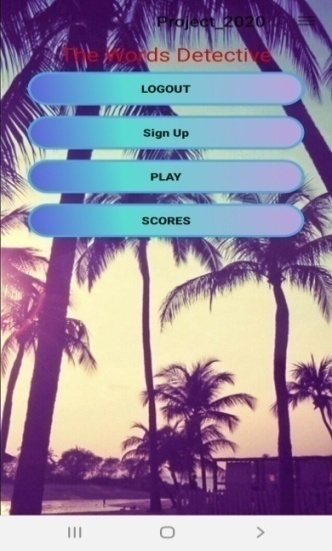 Project_2020
The Words Detective
LOGOUT
Sign Up
PLAY
SCORES